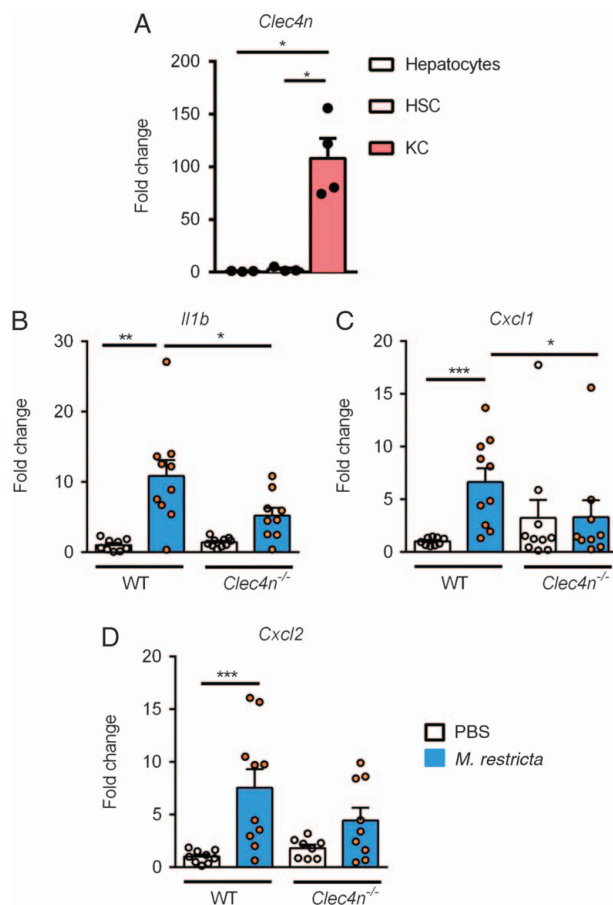 A
Clec4n
*
*
200
150
100
50
0
Fold change
Hepatocytes
HSC
KC
B
Il1b
**
*
30
20
10
0
Fold change
WT
Clec4n-/-
C
Cxcl1
***
*
20
15
10
5
0
Fold change
WT
Clec4n-/-
D
Cxcl2
***
20
15
10
5
0
Fold change
WT
Clec4n-/-
PBS
M. restricta